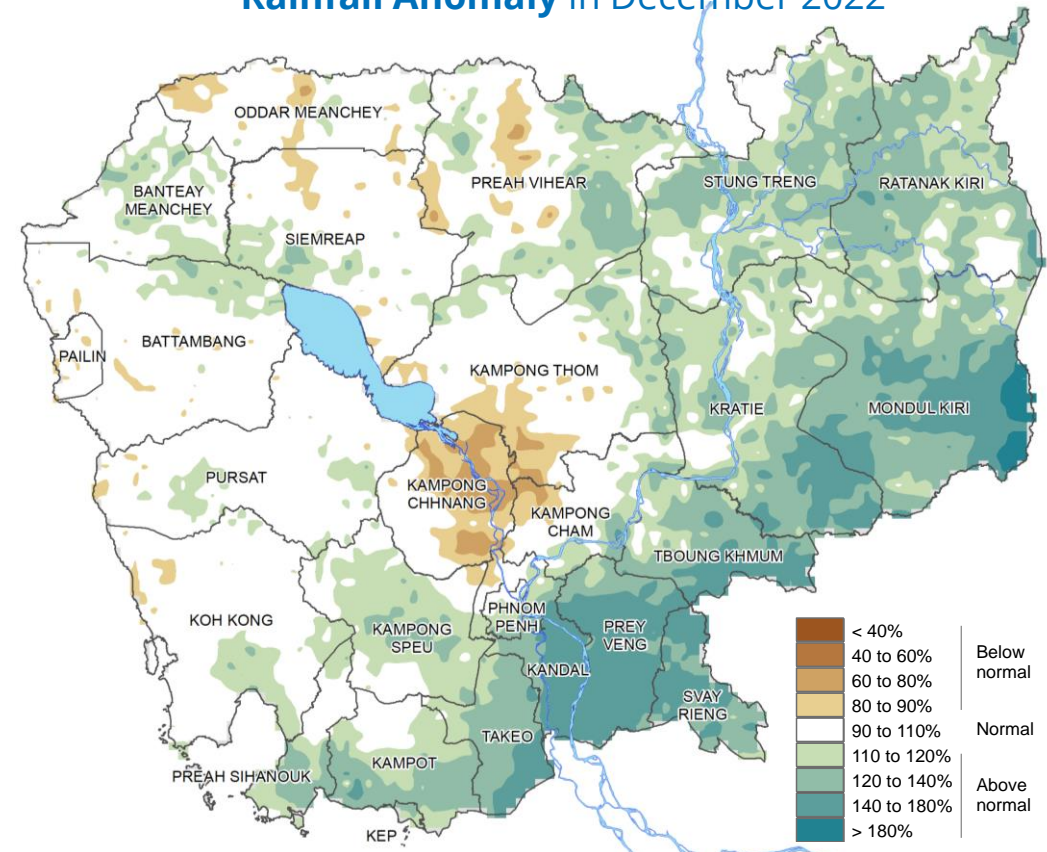 Rainfall Anomaly in December 2022
ODDAR MEANCHEY
BANTEAY
MEANCHEY
PREAH VIHEAR
STUNG TRENG
RATANAK KIRI
SIEMREAP
BATTAMBANG
PAILIN
KAMPONG THOM
KRATIE
MONDUL KIRI
PURSAT
KAMPONG
CHHNANG
KAMPONG
CHAM
TBOUNG KHMUM
KOH KONG
KAMPONG
SPEU
PHNOM
PENH
PREY
VENG
KANDAL
SVAY
RIENG
TAKEO
KAMPOT
PREAH SIHANOUK
KEP
< 40%
40 to 60%
60 to 80%
80 to 90%
90 to 110%
110 to 120%
120 to 140%
140 to 180%
> 180%
Below
normal
Normal
Above
normal